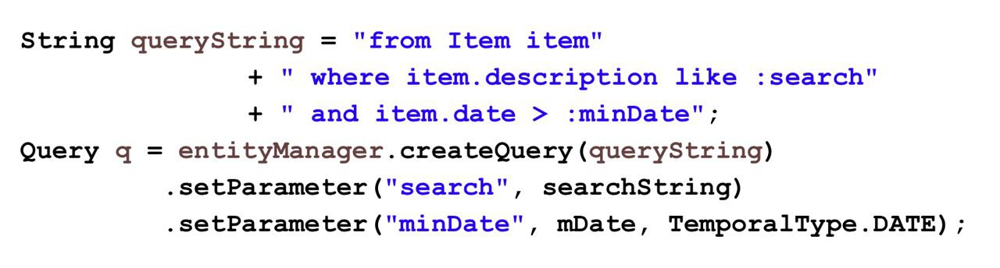 String queryString = "from Item item"
+ " where item.description like :search"
+ " and item.date > :minDate";
Query q = entityManager.createQuery(queryString)
.setParameter("search", searchString)
.setParameter("minDate", mDate, TemporalType.DATE);